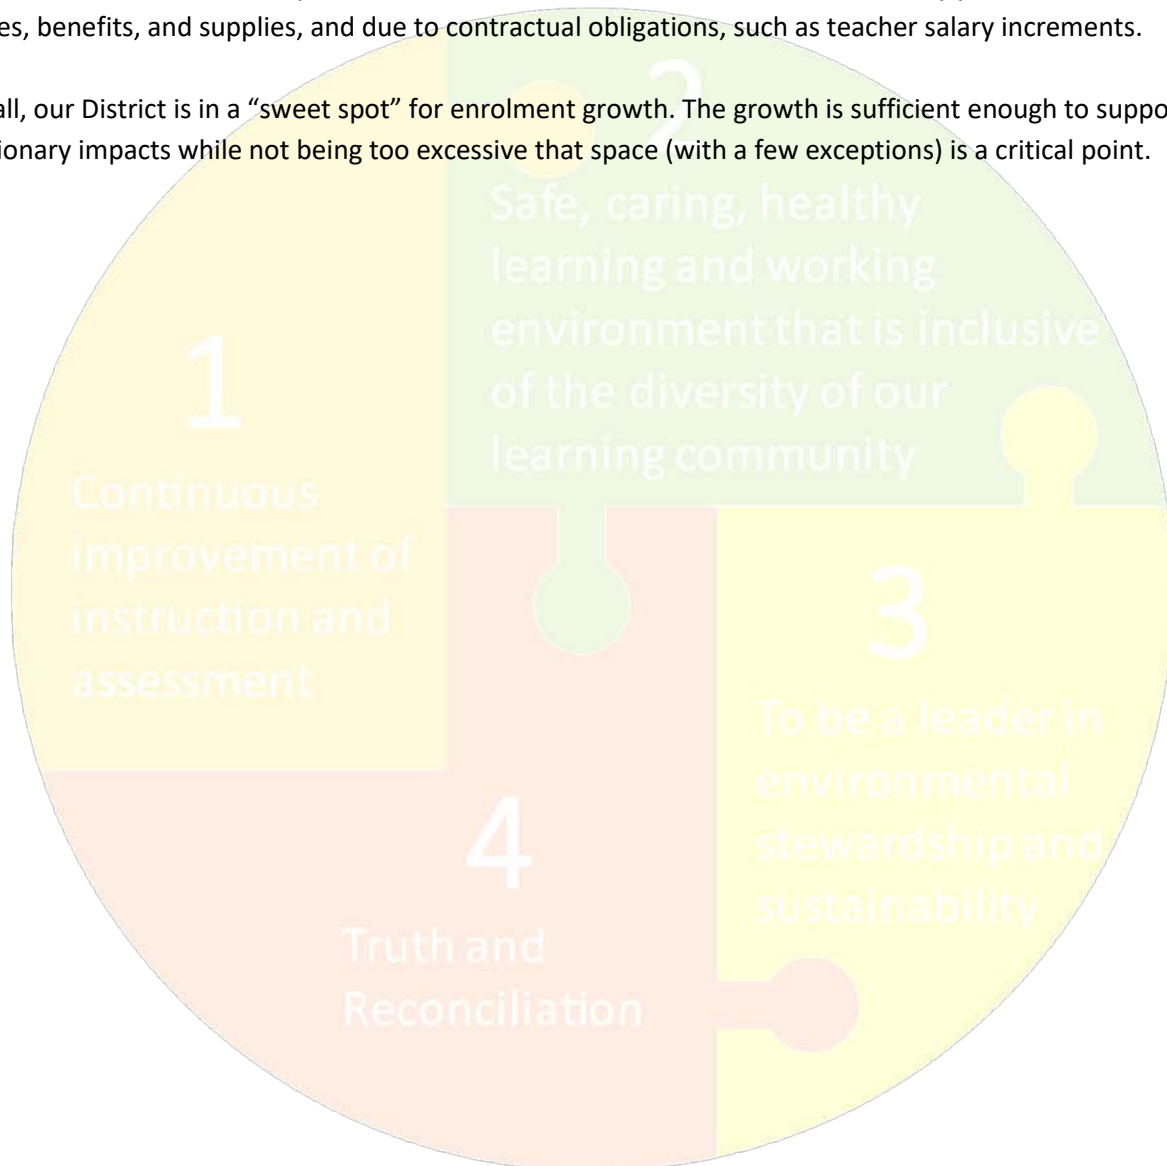 es, benefits, and supplies, and due to contractual obligations, such as teacher salary increments.
all, our District is in a “sweet spot” for enrolment growth. The growth is sufficient enough to suppo
ionary impacts while not being too excessive that space (with a few exceptions) is a critical point.
2
Safe, caring, healthy
learning and working
environment that is inclusive
of the diversity of our
learning community
1
Continuous
improvement of
instruction and
assessment
3
To be a leader in
environmental
stewardship and
sustainability
4
Truth and
Reconciliation